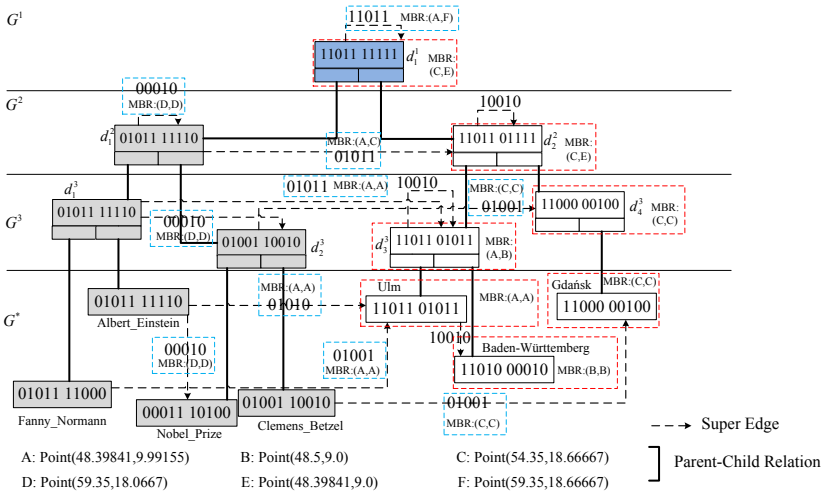 G1
11011 MBR:(A,F)
11011 11111
d11
MBR:
(C,E)
G2
00010
MBR:(D,D)
10010
d12
01011 11110
MBR:(A,C)
01011
11011 01111
d22
MBR:
(C,E)
G3
d13
01011 11110
00010
MBR:(D,D)
01001 10010
d23
01011 MBR:(A,A)
10010
d33
11011 01011
MBR:
(A,B)
MBR:(C,C)
01001
11000 00100
d43
MBR:
(C,C)
G*
01011 11110
Albert_Einstein
MBR:(A,A)
01010
Ulm
11011 01011
MBR:(A,A)
Gdańsk
MBR:(C,C)
11000 00100
00010
MBR:(D,D)
01001
MBR:(A,A)
10010
Baden-Württemberg
11010 00010
MBR:(B,B)
01011 11000
Fanny_Normann
00011 10100
Nobel_Prize
01001 10010
Clemens_Betzel
01001
MBR:(C,C)
Super Edge
Parent-Child Relation
A: Point(48.39841,9.99155) B: Point(48.5,9.0) C: Point(54.35,18.66667)
D: Point(59.35,18.0667) E: Point(48.39841,9.0) F: Point(59.35,18.66667)